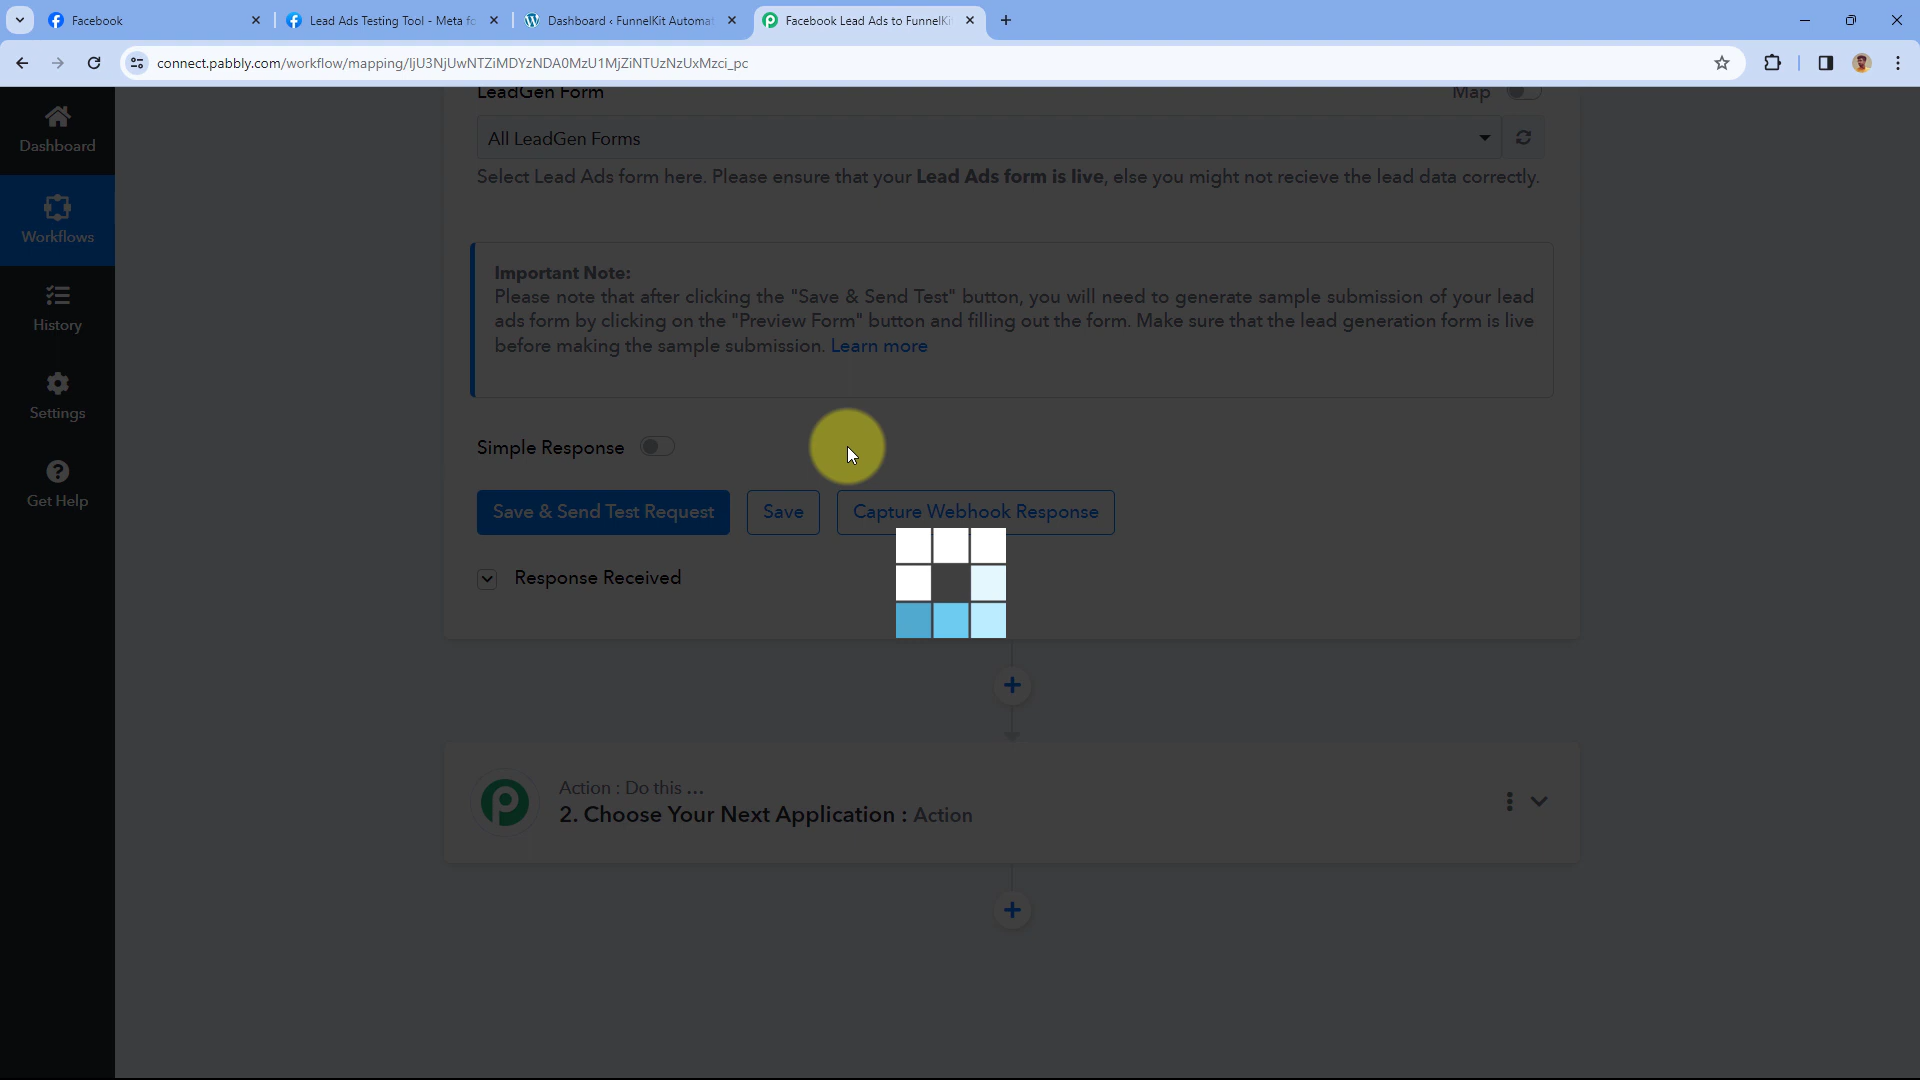 Facebook
Lead Ads Testing Tool - Meta fo
Dashboard ‹ FunnelKit Automat
Facebook Lead Ads to FunnelKi
connect.pabbly.com/workflow/mapping/IjU3NjUwNTZiMDYzNDA0MzU1MjZiNTUzNzUxMzci_pc
Dashboard
Workflows
History
Settings
Get Help
LeadGen Form
Map
All LeadGen Forms
Select Lead Ads form here. Please ensure that your Lead Ads form is live, else you might not recieve the lead data correctly.
Important Note:
Please note that after clicking the "Save & Send Test" button, you will need to generate sample submission of your lead
ads form by clicking on the "Preview Form" button and filling out the form. Make sure that the lead generation form is live
before making the sample submission. Learn more
Simple Response
Save & Send Test Request
Save
Capture Webhook Response
Response Received
Action : Do this ...
2. Choose Your Next Application : Action